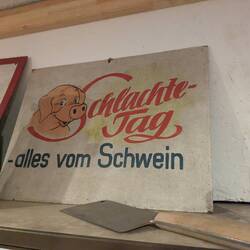 Schlachte-
Tag
-alles vom Schwein